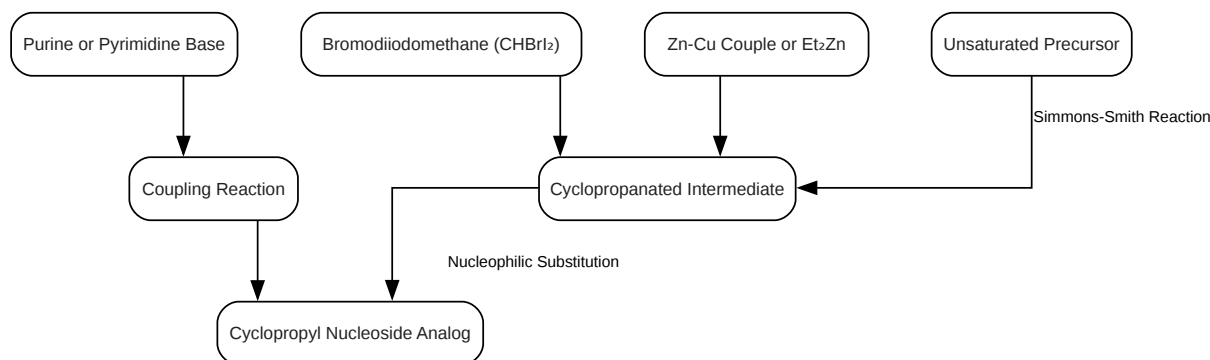 Purine or Pyrimidine Base
Bromodiiodomethane (CHBrI₂)
Zn-Cu Couple or Et₂Zn
Unsaturated Precursor
Simmons-Smith Reaction
Coupling Reaction
Cyclopropanated Intermediate
Nucleophilic Substitution
Cyclopropyl Nucleoside Analog